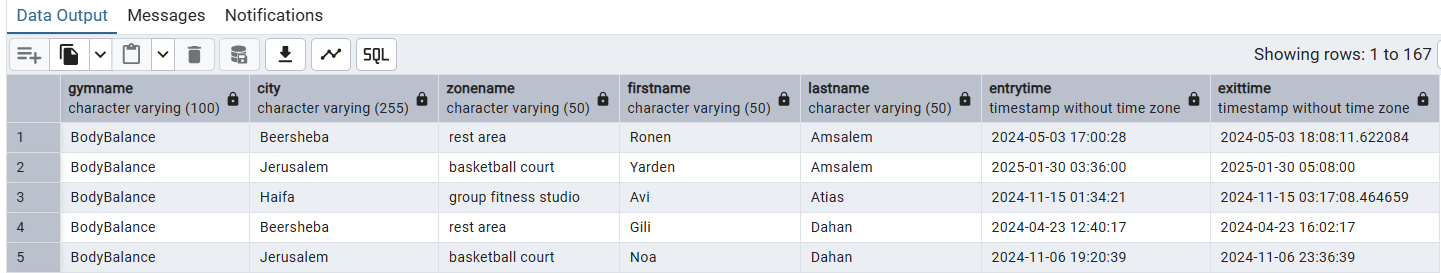 Data Output Messages Notifications
SQL Showing rows: 1 to 167
gymname city zonename firstname lastname entrytime exittime
character varying (100) character varying (255) character varying (50) character varying (50) character varying (50) timestamp without time zone timestamp without time zone
1 BodyBalance Beersheba rest area Ronen Amsalem 2024-05-03 17:00:28 2024-05-03 18:08:11.622084
2 BodyBalance Jerusalem basketball court Yarden Amsalem 2025-01-30 03:36:00 2025-01-30 05:08:00
3 BodyBalance Haifa group fitness studio Avi Atias 2024-11-15 01:34:21 2024-11-15 03:17:08.464659
4 BodyBalance Beersheba rest area Gili Dahan 2024-04-23 12:40:17 2024-04-23 16:02:17
5 BodyBalance Jerusalem basketball court Noa Dahan 2024-11-06 19:20:39 2024-11-06 23:36:39